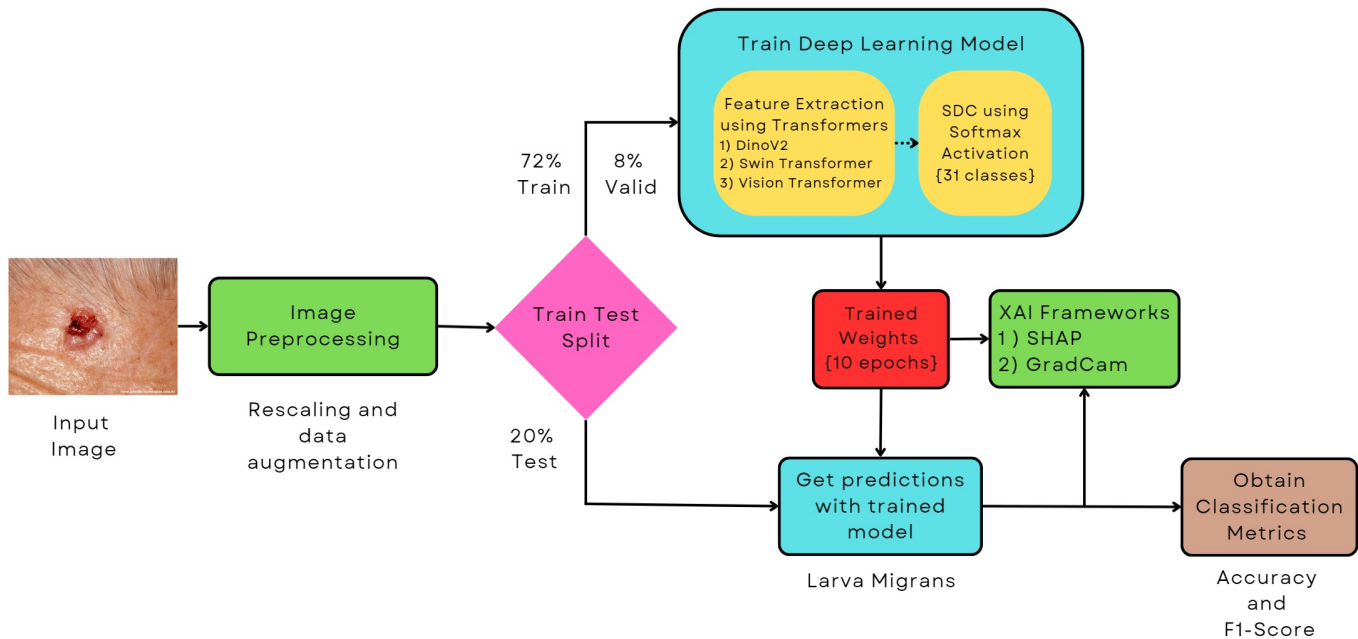 Train Deep Learning Model
Feature Extraction
using Transformers
1) DinoV2
2) Swin Transformer
3) Vision Transformer
SDC using
Softmax
Activation
{31 classes}
72%
Train
8%
Valid
Input
Image
Image
Preprocessing
Rescaling and
data
augmentation
Train Test
Split
20%
Test
Trained
Weights
{10 epochs}
XAI Frameworks
1 ) SHAP
2) GradCam
Get predictions
with trained
model
Larva Migrans
Obtain
Classification
Metrics
Accuracy
and
F1-Score